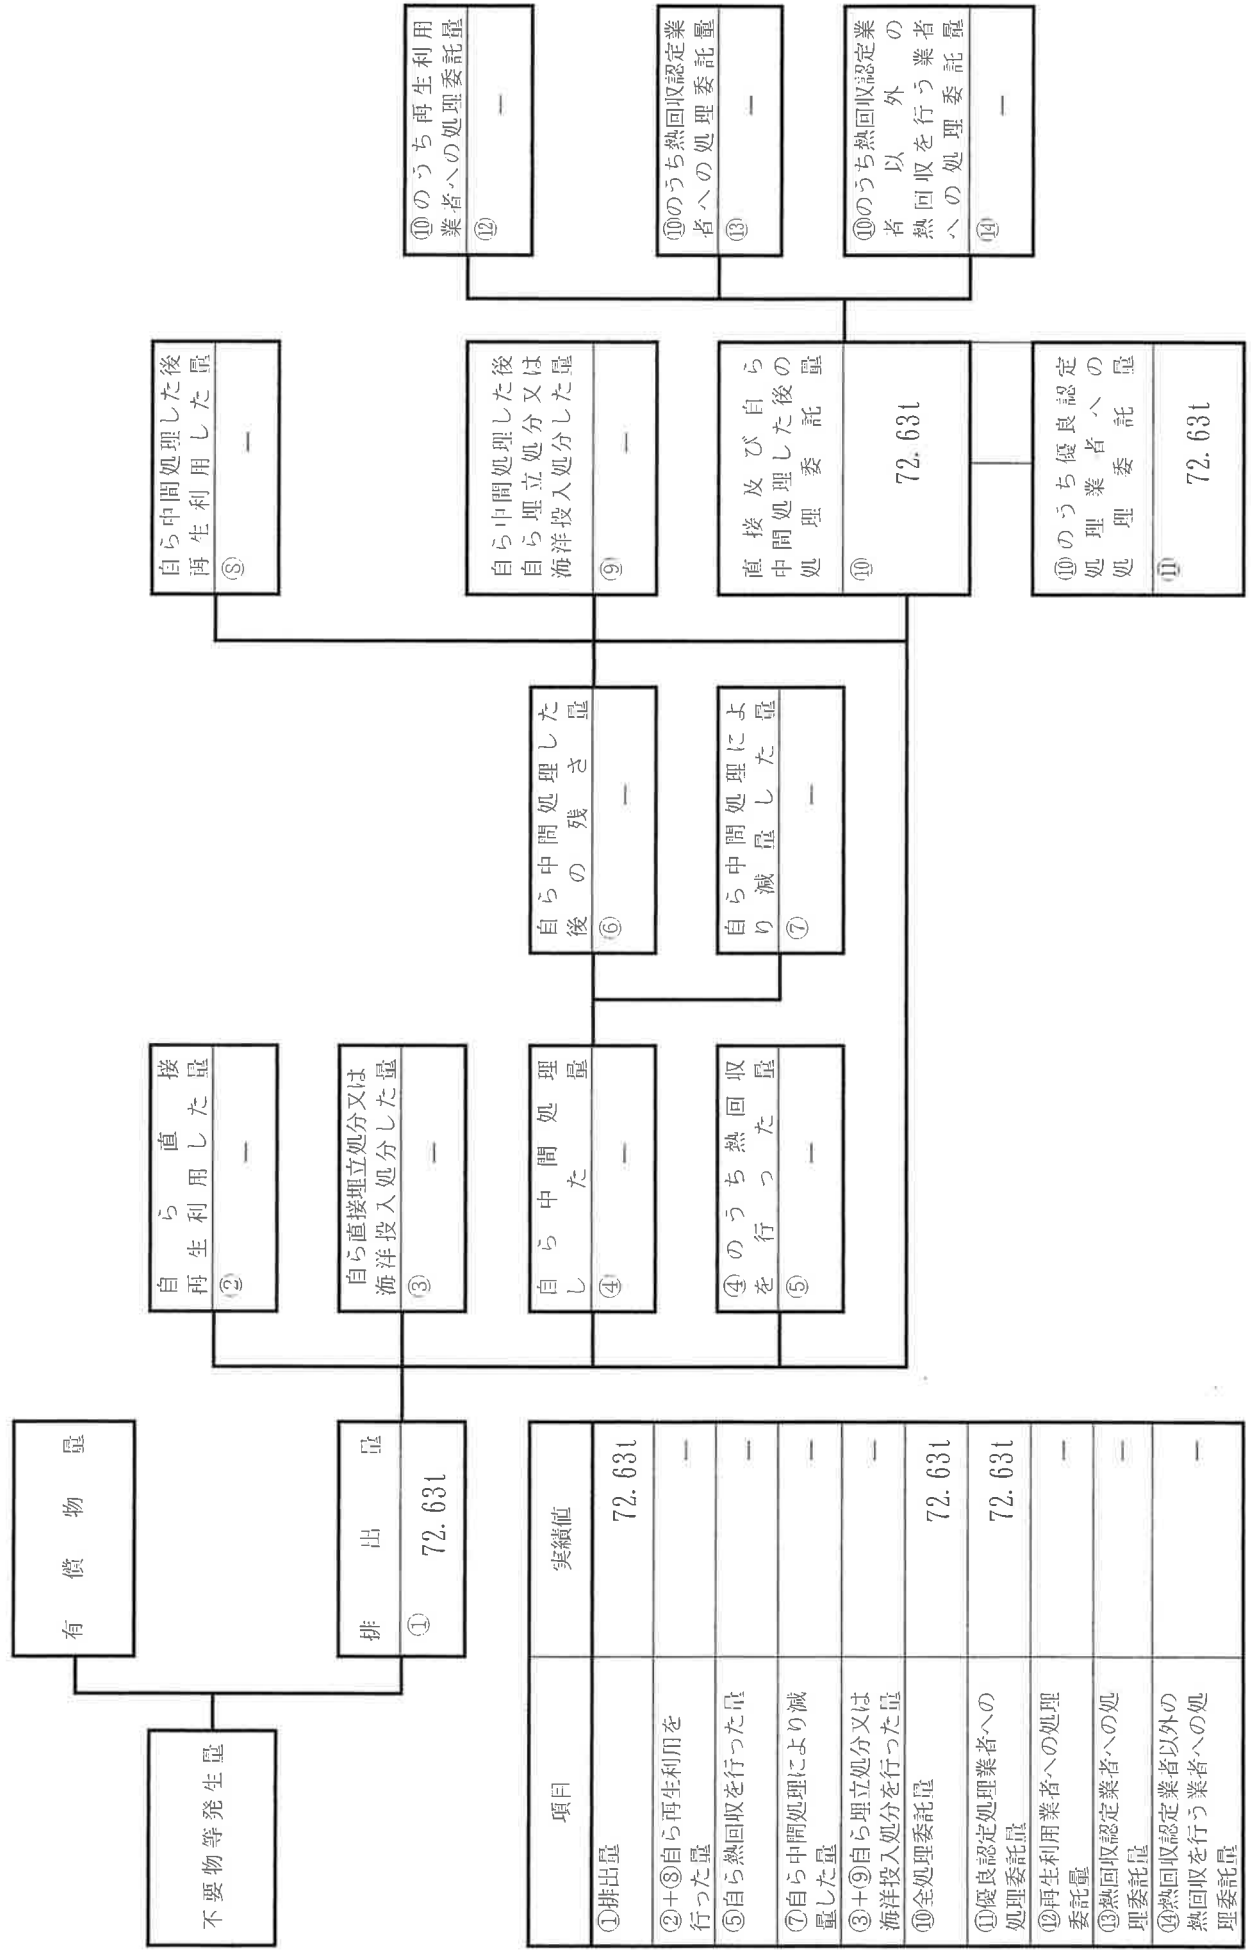 不要物等発生量
有償物量
排出量
① 72.63t
自ら直接
再生利用した量
② －
自ら直接埋立処分又は
海洋投入処分した量
③ －
自ら中間処理
した量
④ －
④のうち熱回収
を行った量
⑤ －
自ら中間処理した
後の残さ量
⑥ －
自ら中間処理によ
り減量した量
⑦ －
自ら中間処理した後
再生利用した量
⑧ －
自ら中間処理した後
自ら埋立処分又は
海洋投入処分した量
⑨ －
直接及び自ら
中間処理した後の
処理委託量
⑩ 72.63t
⑩のうち優良認定
処理業者への
処理委託量
⑪ 72.63t
⑩のうち再生利用
業者への処理委託量
⑫ －
⑩のうち熱回収認定業
者への処理委託量
⑬ －
⑩のうち熱回収認定業
者以外の
熱回収を行う業者
への処理委託量
⑭ －
項目 実績値
①排出量 72.63t
②＋⑧自ら再生利用を
行った量 －
⑤自ら熱回収を行った量 －
⑦自ら中間処理により減
量した量 －
③＋⑨自ら埋立処分又は
海洋投入処分を行った量 －
⑩全処理委託量 72.63t
⑪優良認定処理業者への
処理委託量 72.63t
⑫再生利用業者への処理
委託量 －
⑬熱回収認定業者への処
理委託量 －
⑭熱回収認定業者以外の
熱回収を行う業者への処
理委託量 －